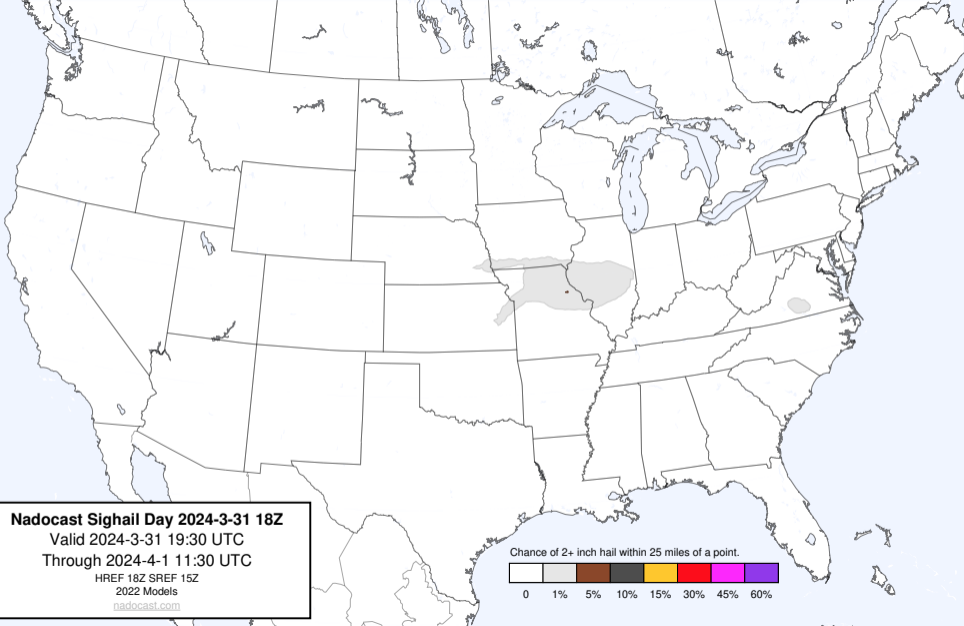 Nadocast Sighail Day 2024-3-31 18Z
Valid 2024-3-31 19:30 UTC
Through 2024-4-1 11:30 UTC
HREF 18Z SREF 15Z
2022 Models
nadocast.com
Chance of 2+ inch hail within 25 miles of a point.
0 1% 5% 10% 15% 30% 45% 60%